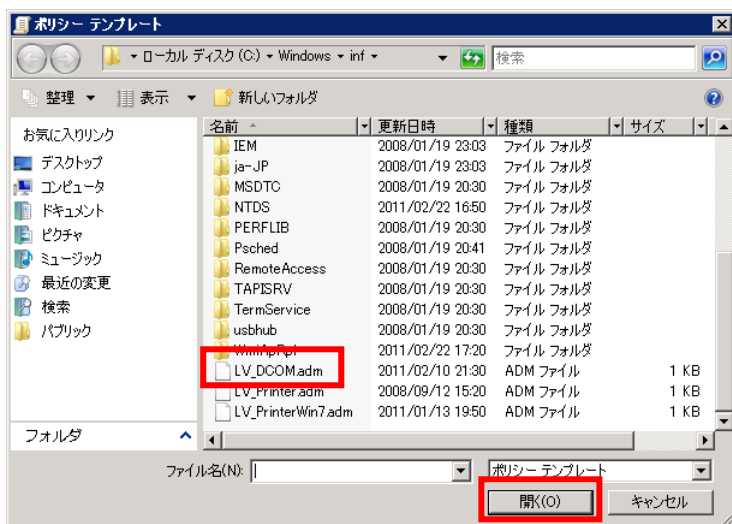 ポリシー テンプレート
ローカル ディスク (C:) Windows inf 検索
整理 表示 新しいフォルダ
お気に入りリンク
デスクトップ
コンピュータ
ドキュメント
ピクチャ
ミュージック
最近の変更
検索
パブリック
フォルダ
名前 更新日時 種類 サイズ
IEM 2008/01/19 23:03 ファイル フォルダ
ja-JP 2008/01/19 23:03 ファイル フォルダ
MSDTC 2008/01/19 20:30 ファイル フォルダ
NTDS 2011/02/22 16:50 ファイル フォルダ
PERFLIB 2008/01/19 20:30 ファイル フォルダ
Psched 2008/01/19 20:41 ファイル フォルダ
RemoteAccess 2008/01/19 20:30 ファイル フォルダ
TAPISRV 2008/01/19 20:30 ファイル フォルダ
TermService 2008/01/19 20:30 ファイル フォルダ
usbhub 2008/01/19 20:30 ファイル フォルダ
2011/02/22 17:20 ファイル フォルダ
LV_DCOM.adm 2011/02/10 21:30 ADM ファイル 1 KB
LV_Printer.adm 2008/09/12 15:20 ADM ファイル 1 KB
LV_PrinterWin7.adm 2011/01/13 19:50 ADM ファイル 1 KB
ファイル名(N): ポリシー テンプレート
開く(O) キャンセル